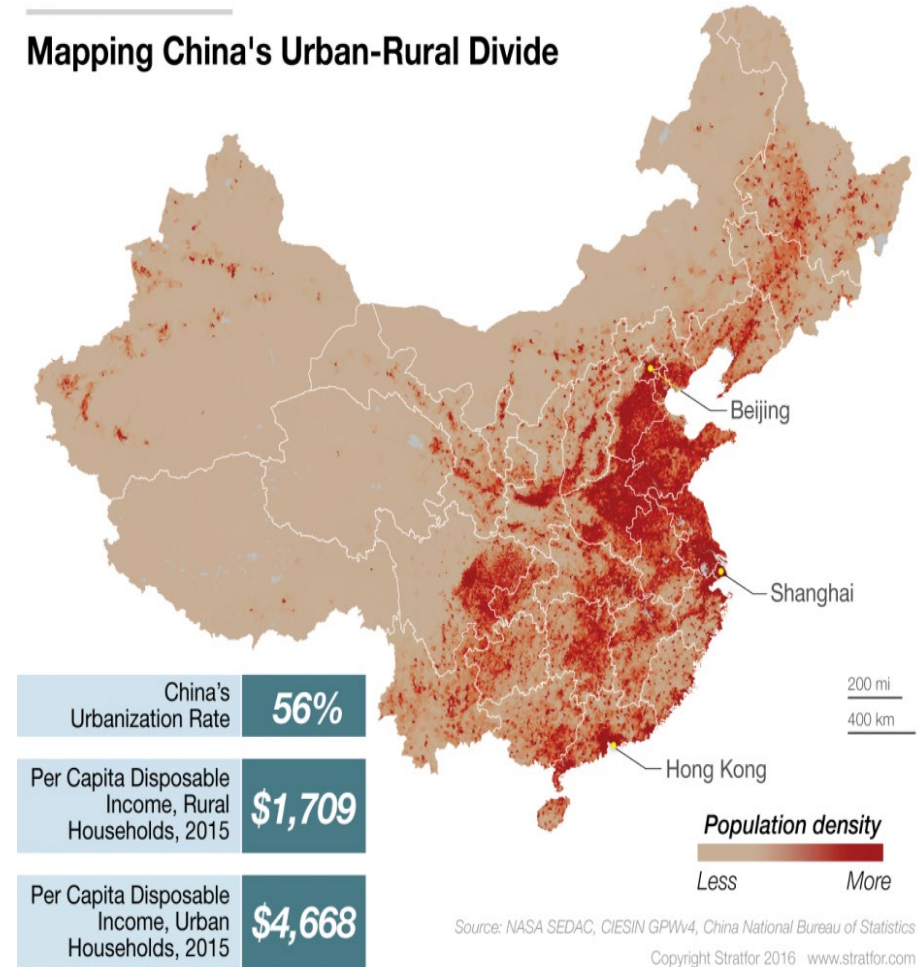 Mapping China's Urban-Rural Divide
Beijing
Shanghai
Hong Kong
200 mi
400 km
China's
Urbanization Rate
56%
Per Capita Disposable
Income, Rural
Households, 2015
$1,709
Per Capita Disposable
Income, Urban
Households, 2015
$4,668
Population density
Less
More
Source: NASA SEDAC, CIESIN GPWv4, China National Bureau of Statistics
Copyright Stratfor 2016 www.stratfor.com